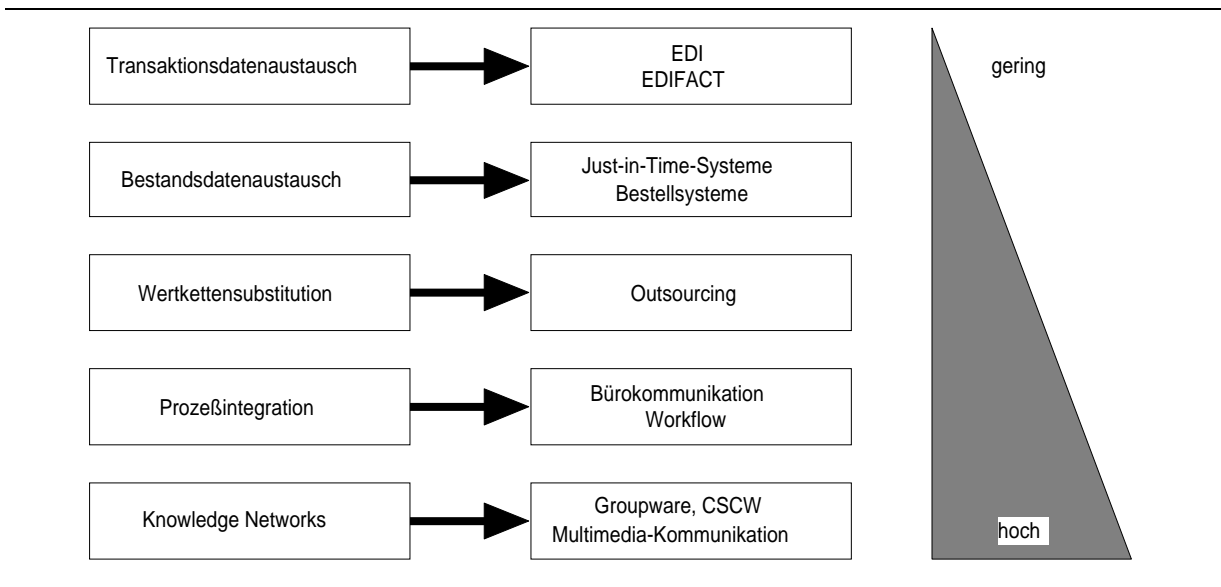 Transaktionsdatenaustausch
EDI
EDIFACT
gering
Bestandsdatenaustausch
Just-in-Time-Systeme
Bestellsysteme
Wertkettensubstitution
Outsourcing
Prozeßintegration
Bürokommunikation
Workflow
Knowledge Networks
Groupware, CSCW
Multimedia-Kommunikation
hoch